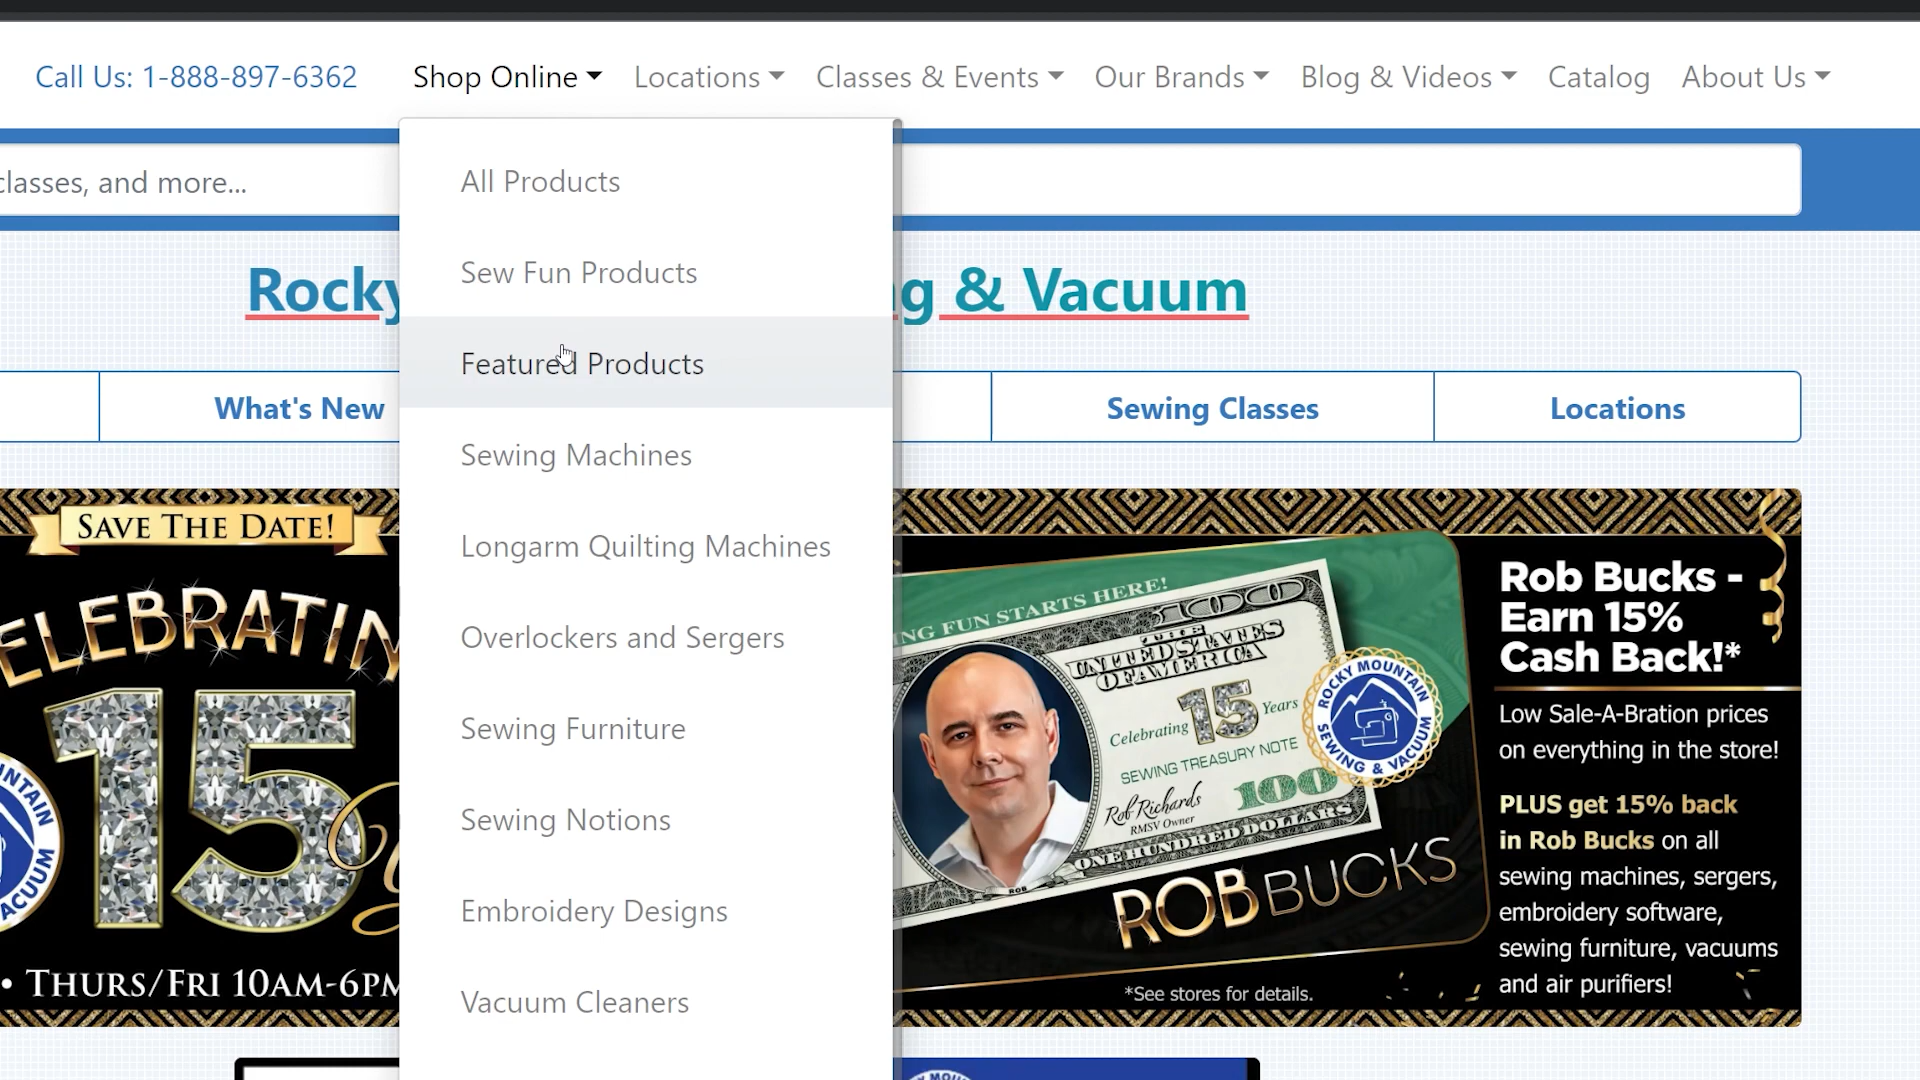 Call Us: 1-888-897-6362
Shop Online
Locations
Classes & Events
Our Brands
Blog & Videos
Catalog
About Us
classes, and more...
All Products
Sew Fun Products
Featured Products
Sewing Machines
Longarm Quilting Machines
Overlockers and Sergers
Sewing Furniture
Sewing Notions
Embroidery Designs
Vacuum Cleaners
Rocky
g & Vacuum
What's New
Sewing Classes
Locations
SAVE THE DATE!
ELEBRATIN
15
• THURS/FRI 10AM-6PM
NTAIN
VACUUM
NG FUN STARTS HERE!
100
THE
UNITED STATES
OF AMERICA
Celebrating 15 Years
SEWING TREASURY NOTE
Rob Richards
RMSV Owner
100
ONE HUNDRED DOLLARS
ROB
ROB BUCKS
ROCKY MOUNTAIN
SEWING & VACUUM
*See stores for details.
Rob Bucks -
Earn 15%
Cash Back!*
Low Sale-A-Bration prices
on everything in the store!
PLUS get 15% back
in Rob Bucks on all
sewing machines, sergers,
embroidery software,
sewing furniture, vacuums
and air purifiers!